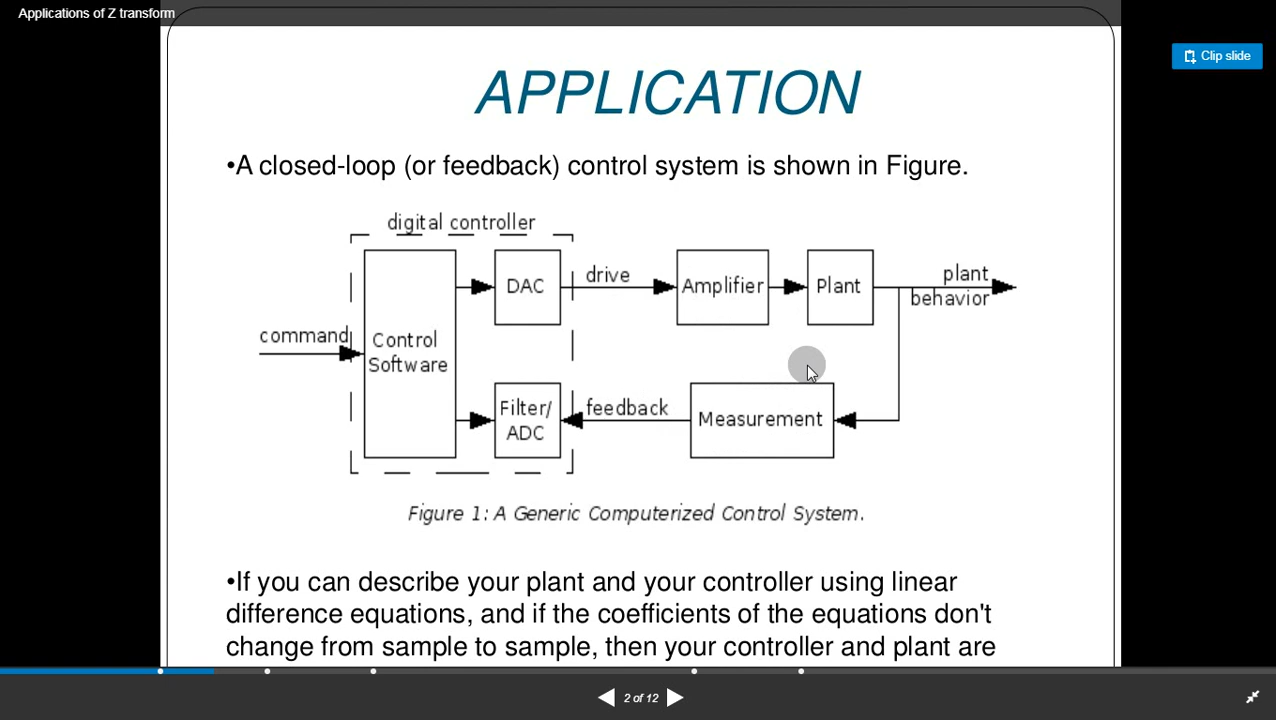 Applications of Z transform
Clip slide
APPLICATION
•A closed-loop (or feedback) control system is shown in Figure.
digital controller
command
Control
Software
DAC
drive
Amplifier
Plant
plant
behavior
Filter/
ADC
feedback
Measurement
Figure 1: A Generic Computerized Control System.
•If you can describe your plant and your controller using linear
difference equations, and if the coefficients of the equations don't
change from sample to sample, then your controller and plant are
2 of 12